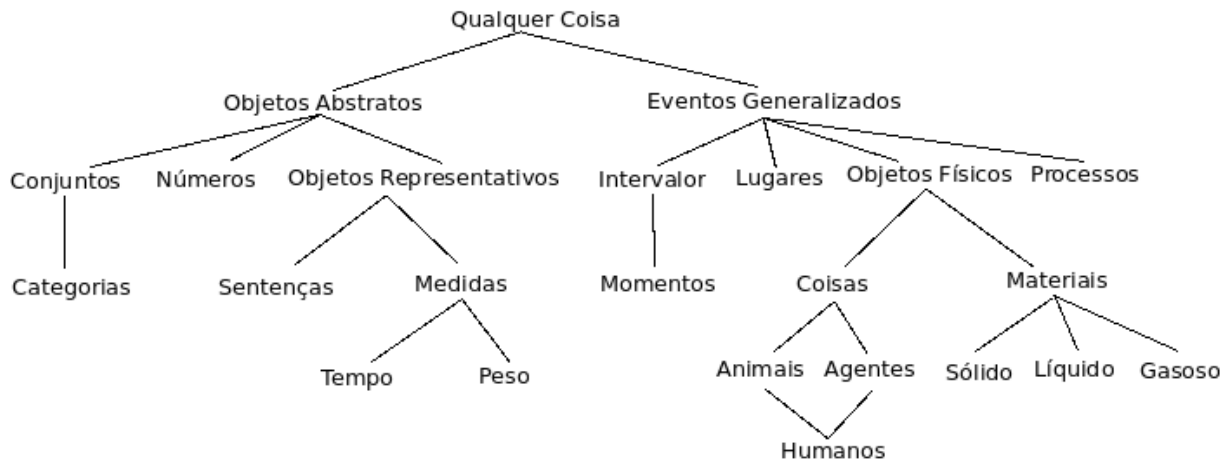 Qualquer Coisa
Objetos Abstratos Eventos Generalizados
Conjuntos Números Objetos Representativos Intervalor Lugares Objetos Físicos Processos
Categorias Sentenças Medidas Momentos Coisas Materiais
Tempo Peso Animais Agentes Sólido Líquido Gasoso
Humanos